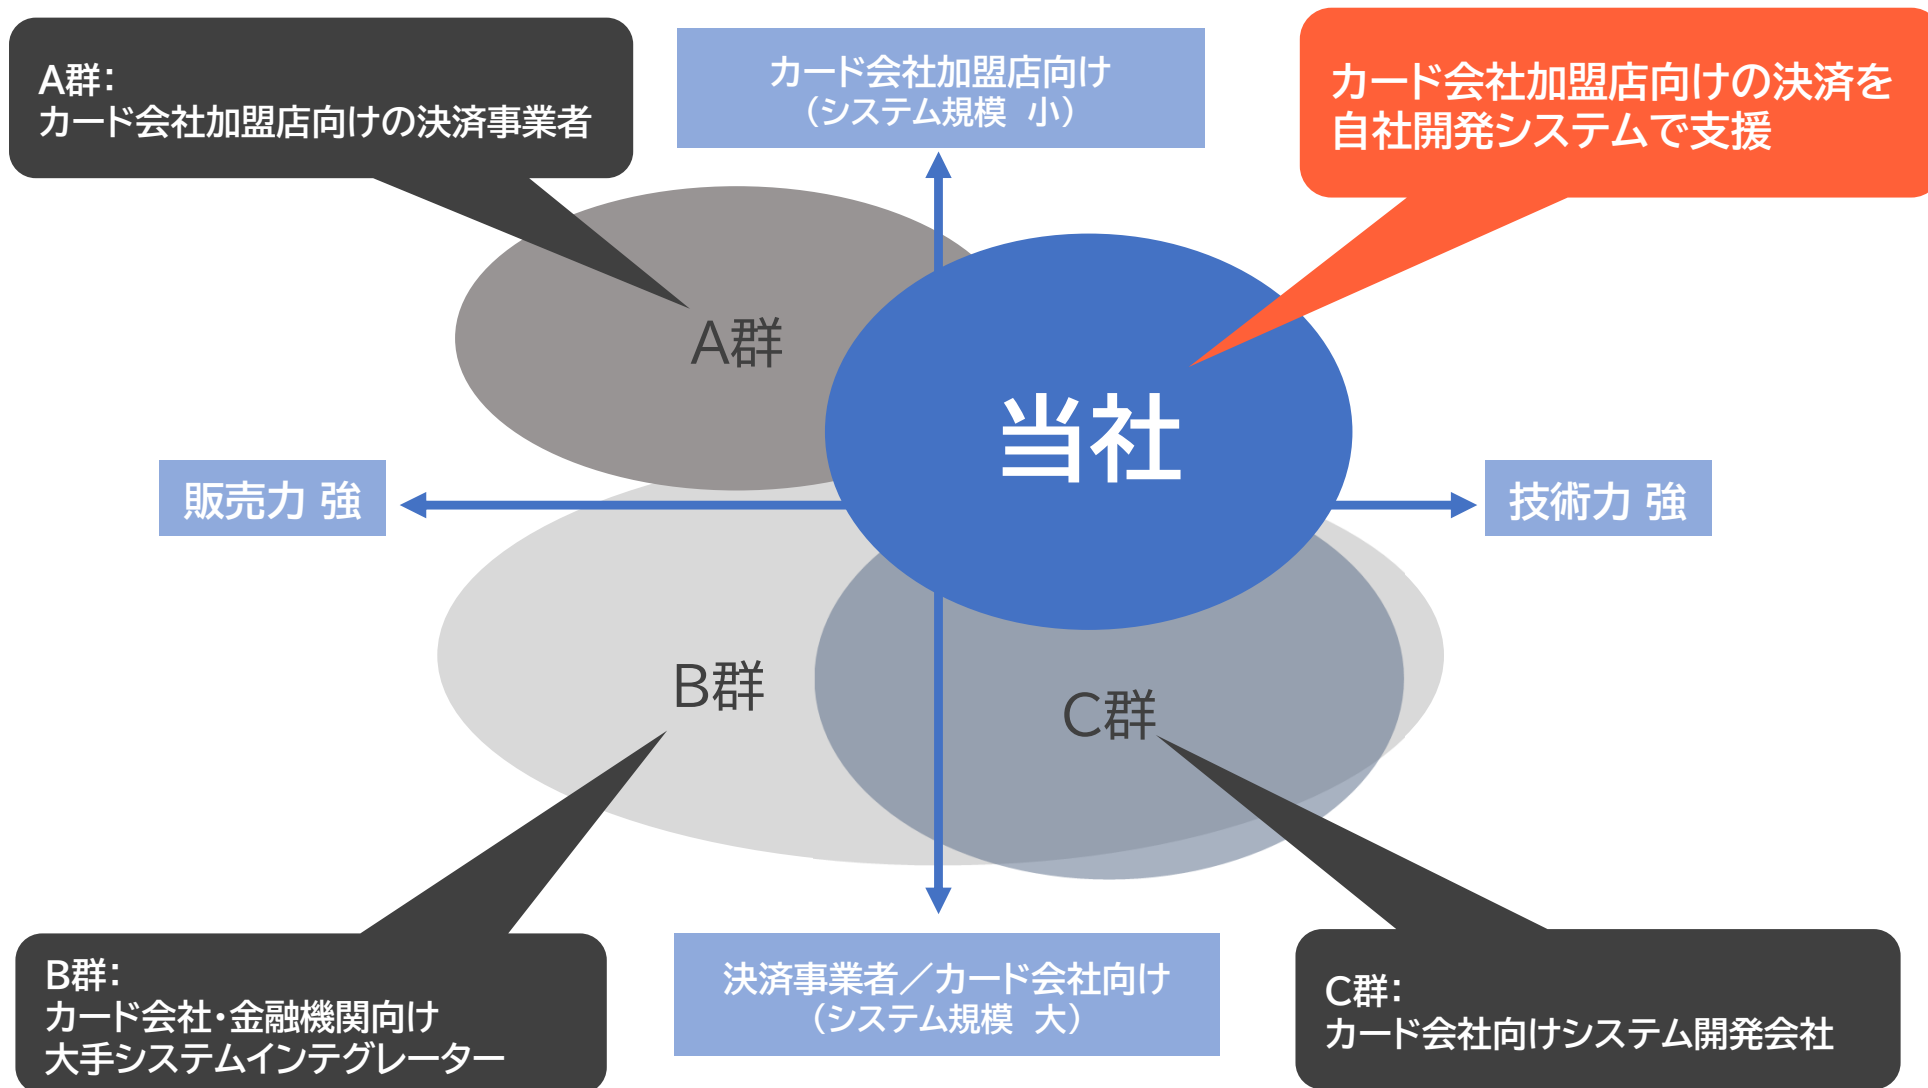 A群：
カード会社加盟店向けの決済事業者
カード会社加盟店向け
（システム規模 小）
カード会社加盟店向けの決済を
自社開発システムで支援
A群
当社
販売力 強
技術力 強
B群
C群
B群：
カード会社・金融機関向け
大手システムインテグレーター
決済事業者／カード会社向け
（システム規模 大）
C群：
カード会社向けシステム開発会社